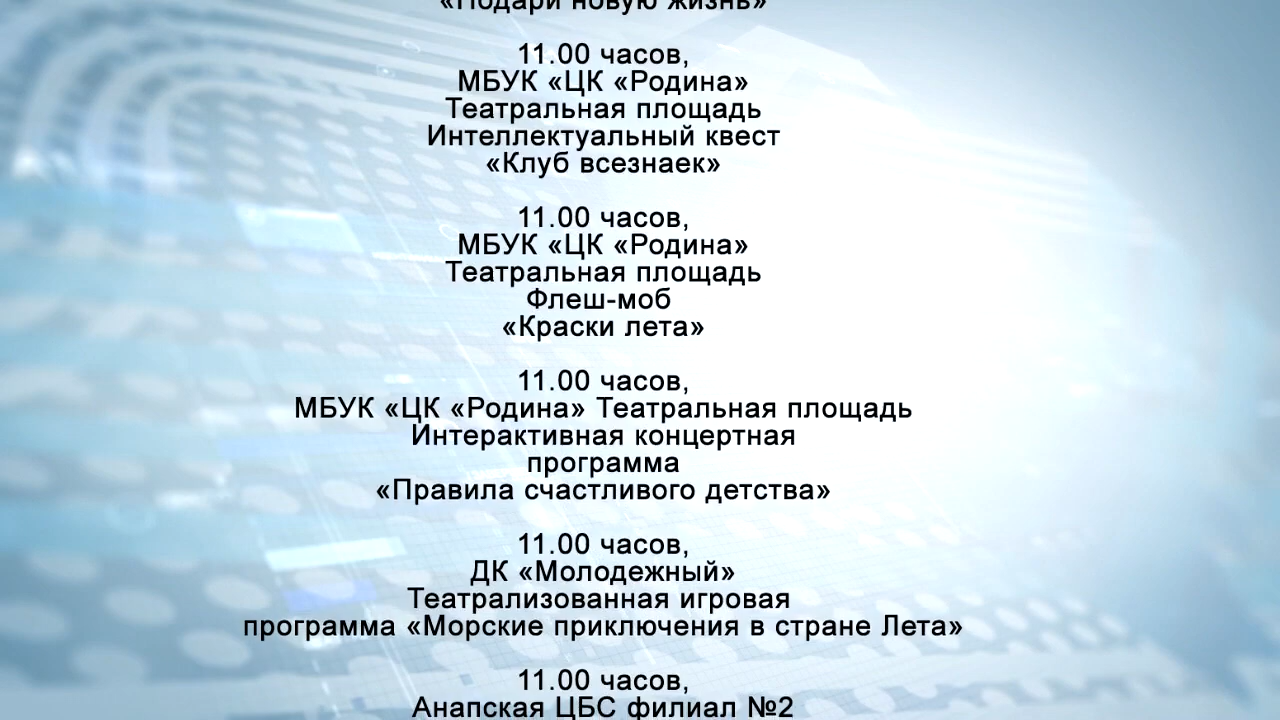 «Подари новую жизнь»
11.00 часов,
МБУК «ЦК «Родина»
Театральная площадь
Интеллектуальный квест
«Клуб всезнаек»
11.00 часов,
МБУК «ЦК «Родина»
Театральная площадь
Флеш-моб
«Краски лета»
11.00 часов,
МБУК «ЦК «Родина» Театральная площадь
Интерактивная концертная
программа
«Правила счастливого детства»
11.00 часов,
ДК «Молодежный»
Театрализованная игровая
программа «Морские приключения в стране Лета»
11.00 часов,
Анапская ЦБС филиал №2